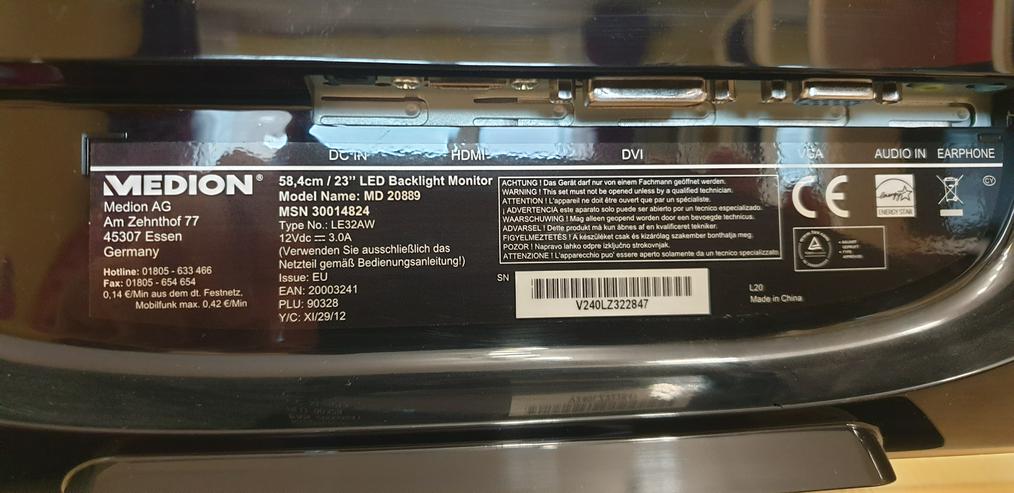 DC IN HDMI DVI VGA AUDIO IN EARPHONE
MEDION®
Medion AG
Am Zehnthof 77
45307 Essen
Germany
Hotline: 01805 - 633 466
Fax: 01805 - 654 654
0,14 €/Min aus dem dt. Festnetz,
Mobilfunk max. 0,42 €/Min
58,4cm / 23'' LED Backlight Monitor
Model Name: MD 20889
MSN 30014824
Type No.: LE32AW
12Vdc ⎓ 3.0A
(Verwenden Sie ausschließlich das
Netzteil gemäß Bedienungsanleitung!)
Issue: EU
EAN: 20003241
PLU: 90328
Y/C: XI/29/12
ACHTUNG ! Das Gerät darf nur von einem Fachmann geöffnet werden.
WARNING ! This set must not be opened unless by a qualified technician.
ATTENTION ! L'appareil ne doit être ouvert que par un spécialiste.
¡ ADVERTENCIA este aparato solo puede ser abierto por un tecnico especializado.
WAARSCHUWING ! Mag alleen geopend worden door een bevoegde technicus.
ADVARSEL ! Dette produkt må kun åbnes af en kvalificeret tekniker.
FIGYELMEZTETÉS ! A készüléket csak és kizárólag szakember bonthatja meg.
POZOR ! Napravo lahko odpre izključno strokovnjak.
ATTENZIONE ! L'apparecchio puo' essere aperto solamente da un tecnico specializzato.
SN
V240LZ322847
CE
ENERGY STAR
L20
Made in China